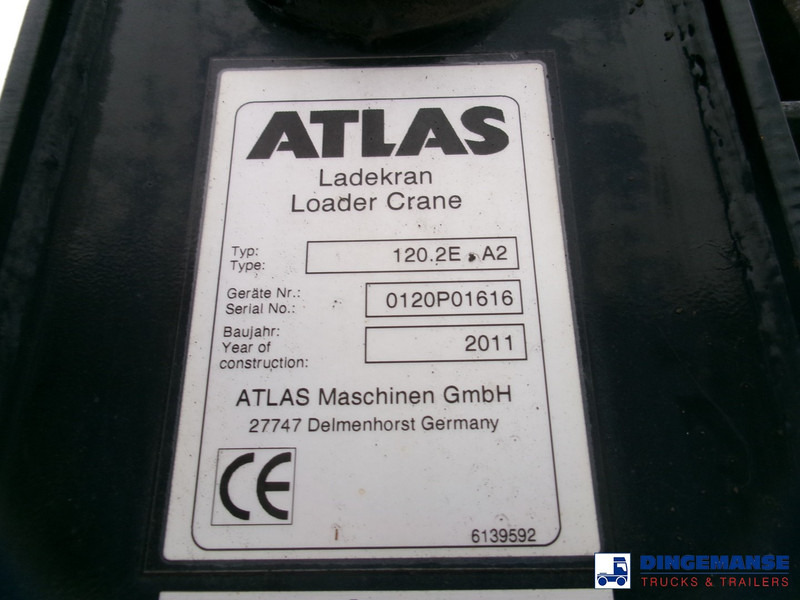 ATLAS
Ladekran
Loader Crane
Typ:
Type:
120.2E A2
Geräte Nr.:
Serial No.:
0120P01616
Baujahr:
Year of
construction:
2011
ATLAS Maschinen GmbH
27747 Delmenhorst Germany
CE
6139592
DINGEMANSE
TRUCKS & TRAILERS